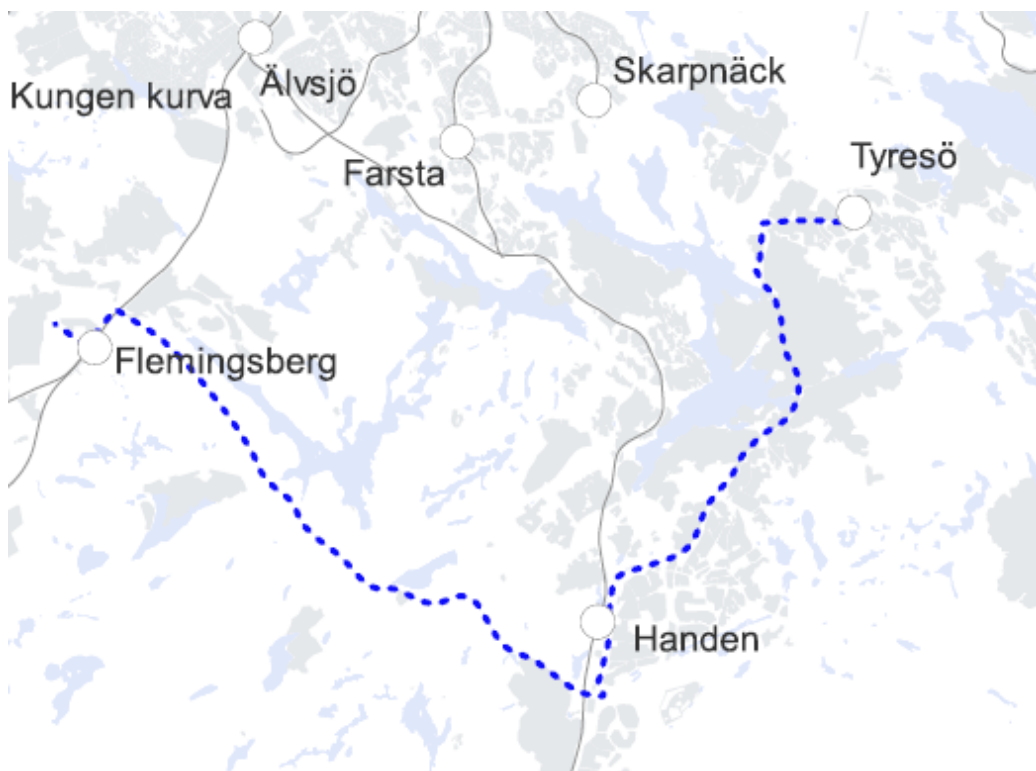 Skarpnäck
Älvsjö
Kungen kurva
Tyresö
Farsta
Flemingsberg
Handen